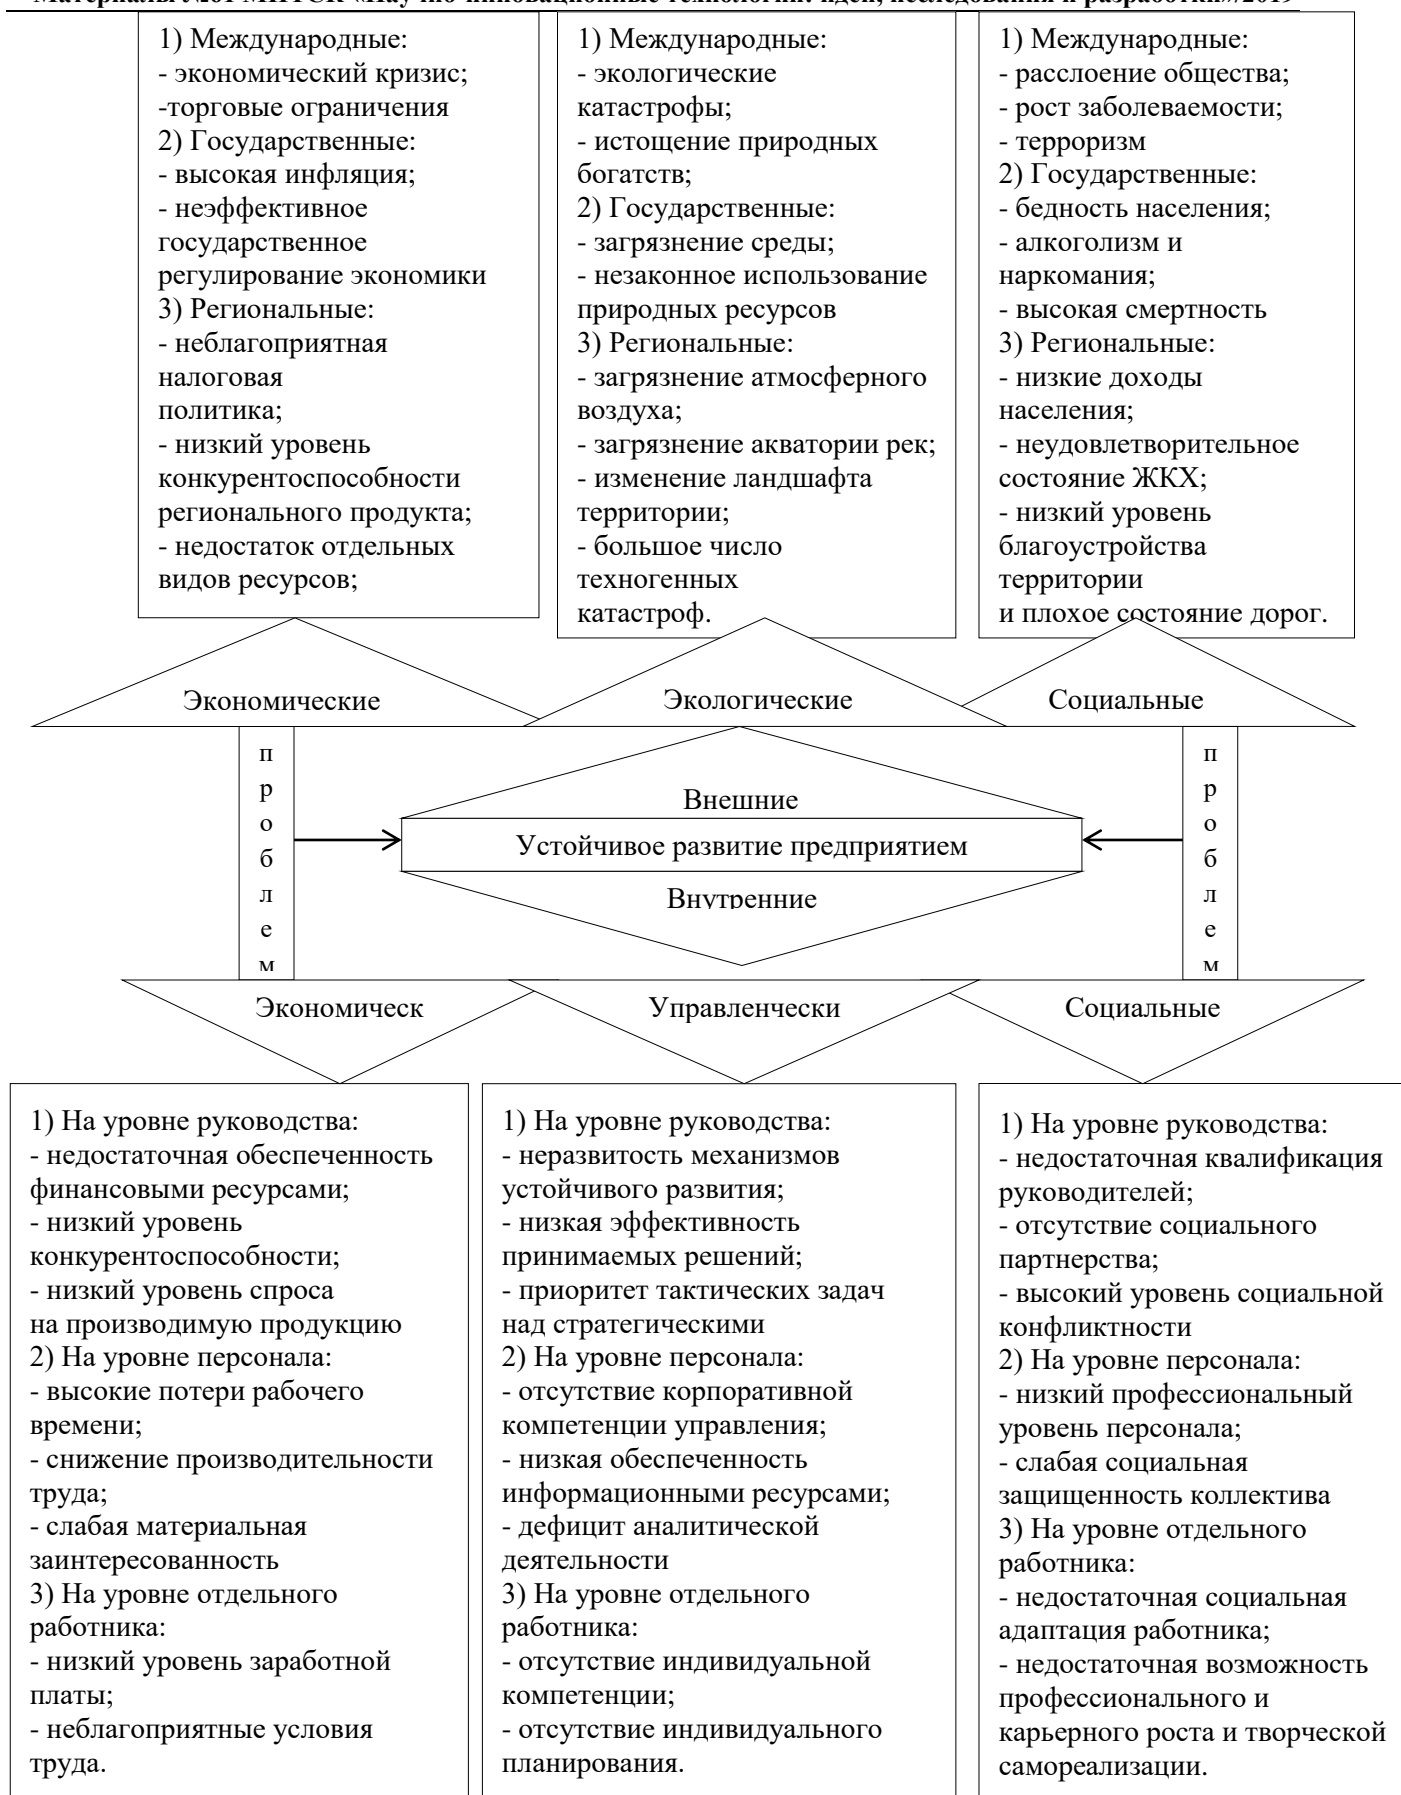 Материалы «Научно-инновационные технологии: идеи, исследования и разработки»/2019
1) Международные:
- экономический кризис;
-торговые ограничения
2) Государственные:
- высокая инфляция;
- неэффективное
государственное
регулирование экономики
3) Региональные:
- неблагоприятная
налоговая
политика;
- низкий уровень
конкурентоспособности
регионального продукта;
- недостаток отдельных
видов ресурсов;
1) Международные:
- экологические
катастрофы;
- истощение природных
богатств;
2) Государственные:
- загрязнение среды;
- незаконное использование
природных ресурсов
3) Региональные:
- загрязнение атмосферного
воздуха;
- загрязнение акватории рек;
- изменение ландшафта
территории;
- большое число
техногенных
катастроф.
1) Международные:
- расслоение общества;
- рост заболеваемости;
- терроризм
2) Государственные:
- бедность населения;
- алкоголизм и
наркомания;
- высокая смертность
3) Региональные:
- низкие доходы
населения;
- неудовлетворительное
состояние ЖКХ;
- низкий уровень
благоустройства
территории
и плохое состояние дорог.
Экономические
Экологические
Социальные
п
р
о
б
л
е
м
Внешние
Устойчивое развитие предприятием
Внутренние
п
р
о
б
л
е
м
Экономическ
Управленчески
Социальные
1) На уровне руководства:
- недостаточная обеспеченность
финансовыми ресурсами;
- низкий уровень
конкурентоспособности;
- низкий уровень спроса
на производимую продукцию
2) На уровне персонала:
- высокие потери рабочего
времени;
- снижение производительности
труда;
- слабая материальная
заинтересованность
3) На уровне отдельного
работника:
- низкий уровень заработной
платы;
- неблагоприятные условия
труда.
1) На уровне руководства:
- неразвитость механизмов
устойчивого развития;
- низкая эффективность
принимаемых решений;
- приоритет тактических задач
над стратегическими
2) На уровне персонала:
- отсутствие корпоративной
компетенции управления;
- низкая обеспеченность
информационными ресурсами;
- дефицит аналитической
деятельности
3) На уровне отдельного
работника:
- отсутствие индивидуальной
компетенции;
- отсутствие индивидуального
планирования.
1) На уровне руководства:
- недостаточная квалификация
руководителей;
- отсутствие социального
партнерства;
- высокий уровень социальной
конфликтности
2) На уровне персонала:
- низкий профессиональный
уровень персонала;
- слабая социальная
защищенность коллектива
3) На уровне отдельного
работника:
- недостаточная социальная
адаптация работника;
- недостаточная возможность
профессионального и
карьерного роста и творческой
самореализации.